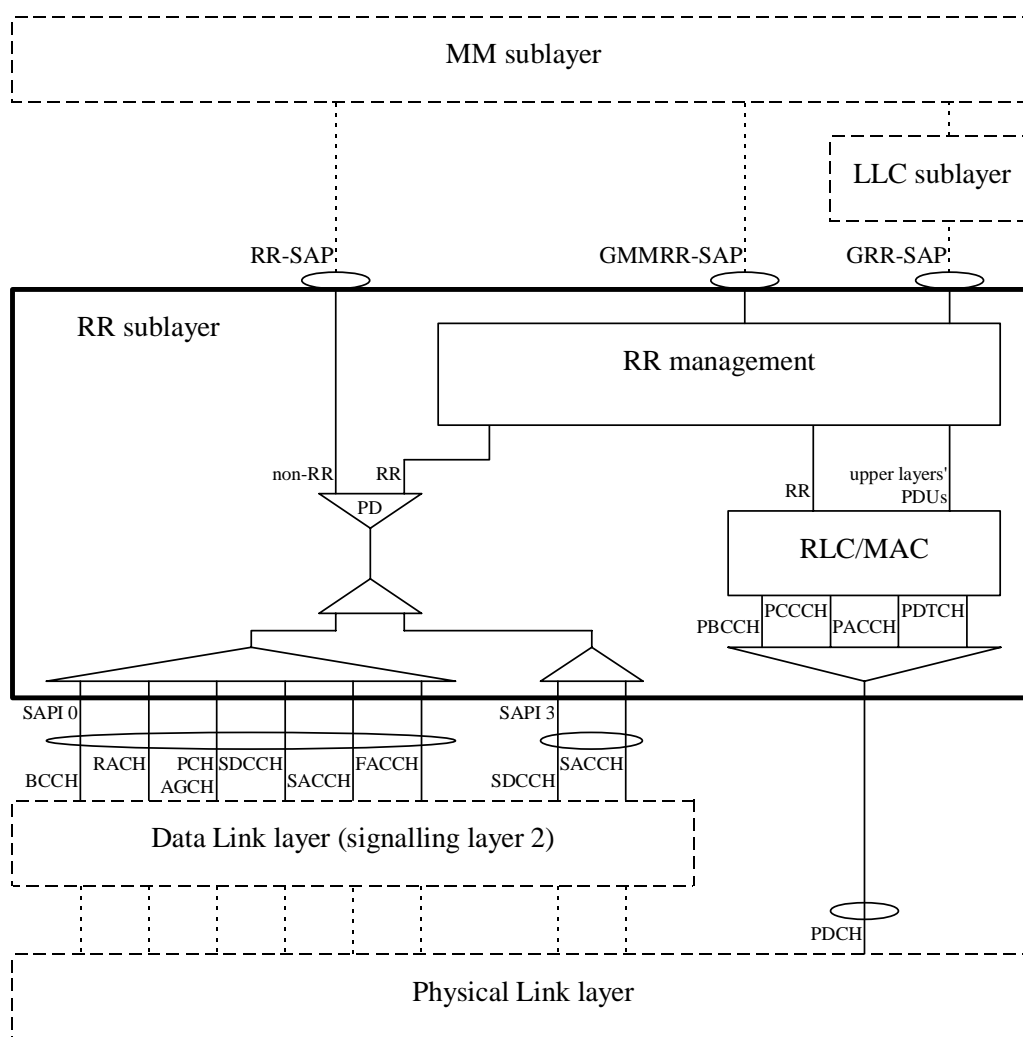 MM sublayer
LLC sublayer
RR-SAP
GMMRR-SAP
GRR-SAP
RR sublayer
RR management
non-RR
RR
upper layers'
RR
PDUs
PD
RLC/MAC
PCCCH
PDTCH
PBCCH
PACCH
SAPI 0
SAPI 3
RACH
PCH
SDCCH
FACCH
SACCH
BCCH
AGCH
SACCH
SDCCH
Data Link layer (signalling layer 2)
PDCH
Physical Link layer